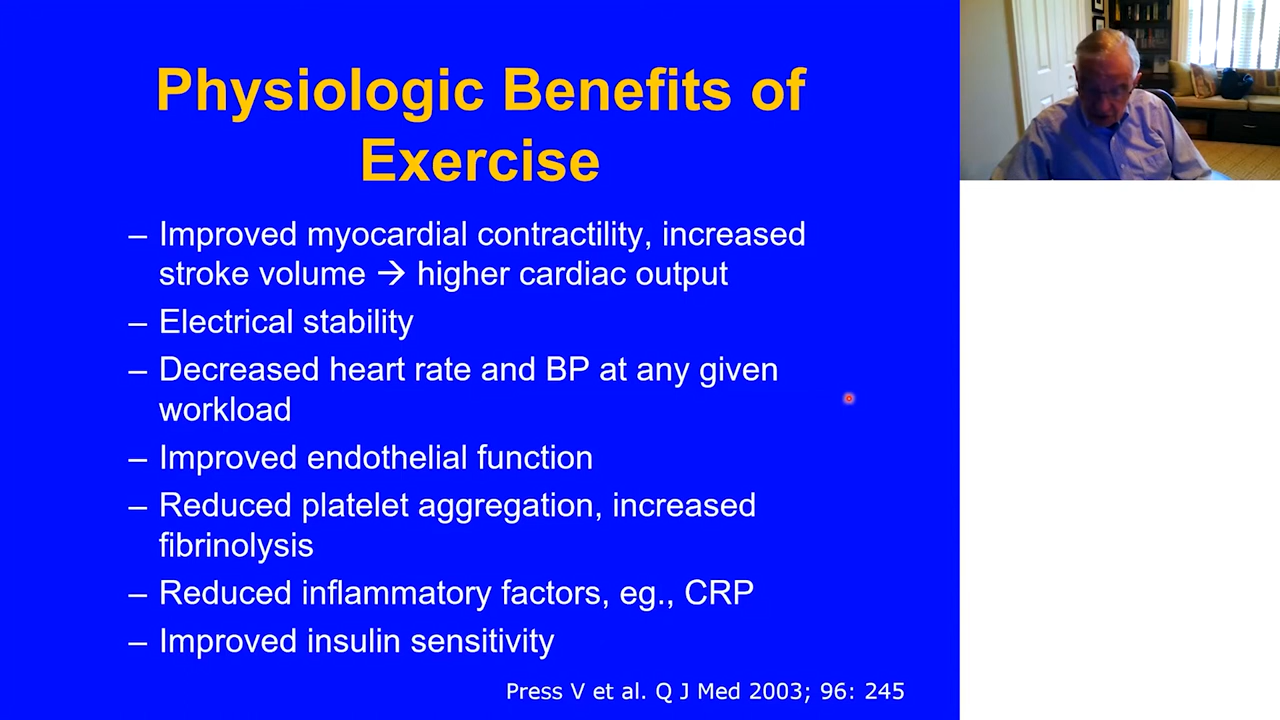 Physiologic Benefits of
Exercise
– Improved myocardial contractility, increased
stroke volume → higher cardiac output
– Electrical stability
– Decreased heart rate and BP at any given
workload
– Improved endothelial function
– Reduced platelet aggregation, increased
fibrinolysis
– Reduced inflammatory factors, eg., CRP
– Improved insulin sensitivity
Press V et al. Q J Med 2003; 96: 245